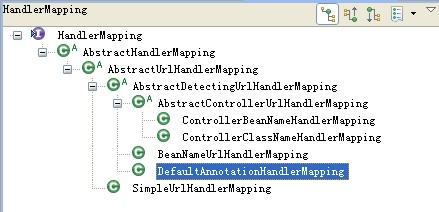 HandlerMapping
HandlerMapping
AbstractHandlerMapping
AbstractUrlHandlerMapping
AbstractDetectingUrlHandlerMapping
AbstractControllerUrlHandlerMapping
ControllerBeanNameHandlerMapping
ControllerClassNameHandlerMapping
BeanNameUrlHandlerMapping
DefaultAnnotationHandlerMapping
SimpleUrlHandlerMapping